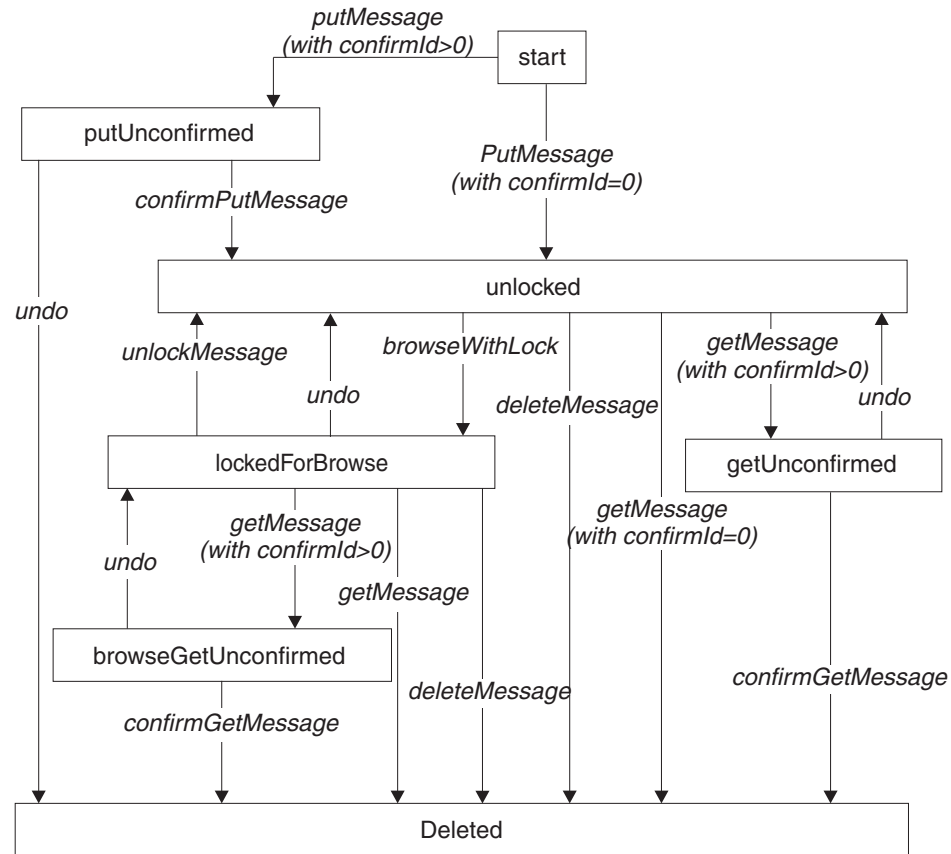 putMessage
(with confirmId>0)
start
putUnconfirmed
PutMessage
(with confirmId=0)
confirmPutMessage
unlocked
undo
unlockMessage
undo
browseWithLock
deleteMessage
getMessage
(with confirmId>0)
undo
lockedForBrowse
getUnconfirmed
undo
getMessage
(with confirmId>0)
getMessage
getMessage
(with confirmId=0)
browseGetUnconfirmed
confirmGetMessage
deleteMessage
confirmGetMessage
Deleted